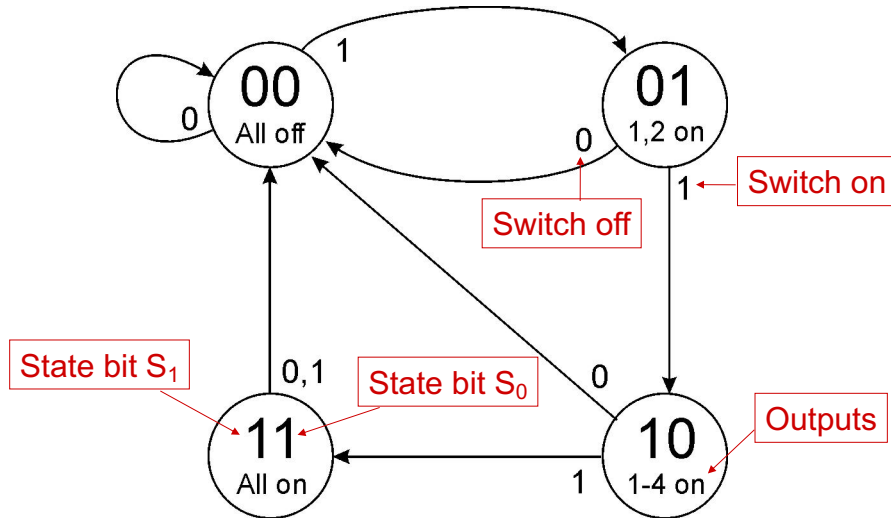 00
All off
1
0
01
1,2 on
0
1
Switch on
Switch off
State bit S₁
0,1
State bit S₀
0
Outputs
11
All on
1
10
1-4 on